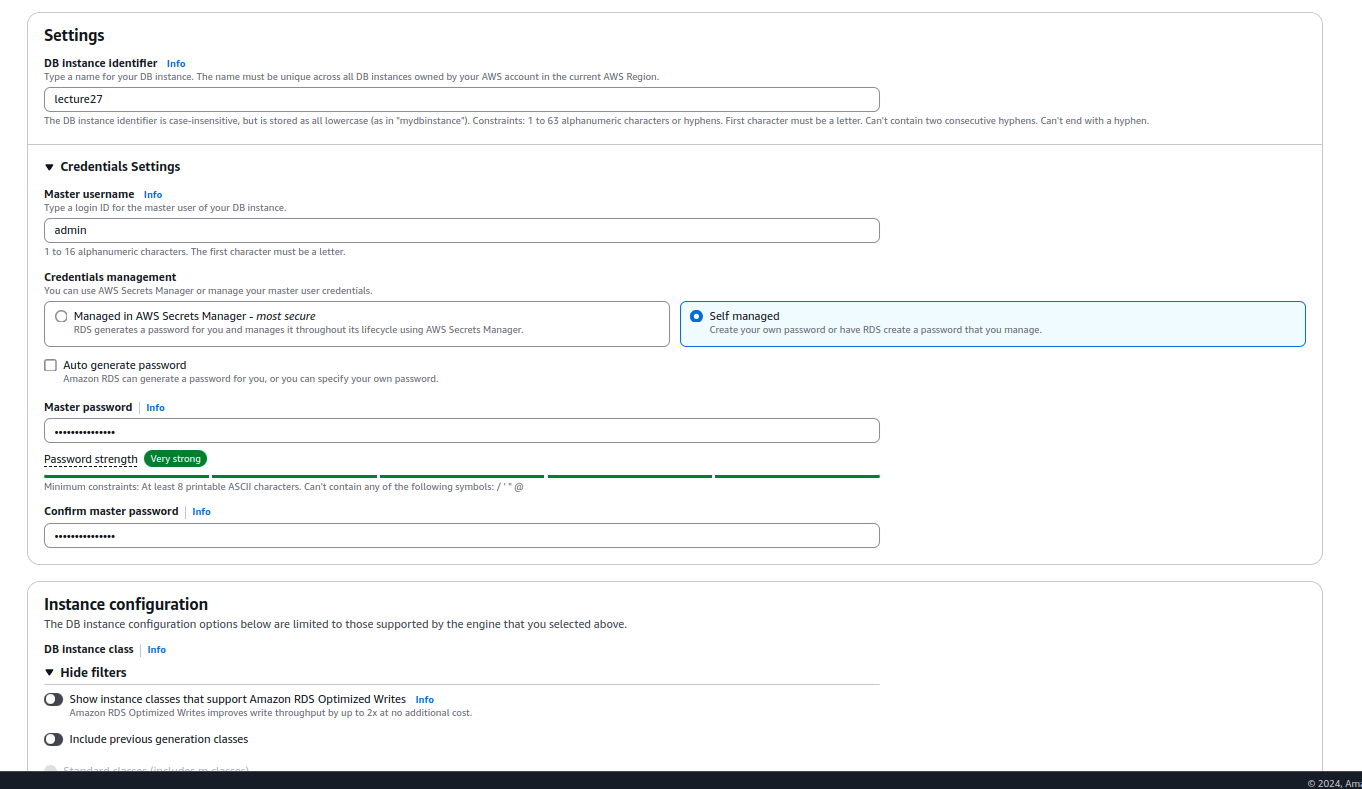 Settings
DB instance identifier Info
Type a name for your DB instance. The name must be unique across all DB instances owned by your AWS account in the current AWS Region.
lecture27
The DB instance identifier is case-insensitive, but is stored as all lowercase (as in "mydbinstance"). Constraints: 1 to 63 alphanumeric characters or hyphens. First character must be a letter. Can't contain two consecutive hyphens. Can't end with a hyphen.
Credentials Settings
Master username Info
Type a login ID for the master user of your DB instance.
admin
1 to 16 alphanumeric characters. The first character must be a letter.
Credentials management
You can use AWS Secrets Manager or manage your master user credentials.
Managed in AWS Secrets Manager - most secure
RDS generates a password for you and manages it throughout its lifecycle using AWS Secrets Manager.
Self managed
Create your own password or have RDS create a password that you manage.
Auto generate password
Amazon RDS can generate a password for you, or you can specify your own password.
Master password Info
•••••••••••••••
Password strength Very strong
Minimum constraints: At least 8 printable ASCII characters. Can't contain any of the following symbols: / ' " @
Confirm master password Info
•••••••••••••••
Instance configuration
The DB instance configuration options below are limited to those supported by the engine that you selected above.
DB instance class Info
Hide filters
Show instance classes that support Amazon RDS Optimized Writes Info
Amazon RDS Optimized Writes improves write throughput by up to 2x at no additional cost.
Include previous generation classes
Standard classes (includes m classes)
© 2024, Ama